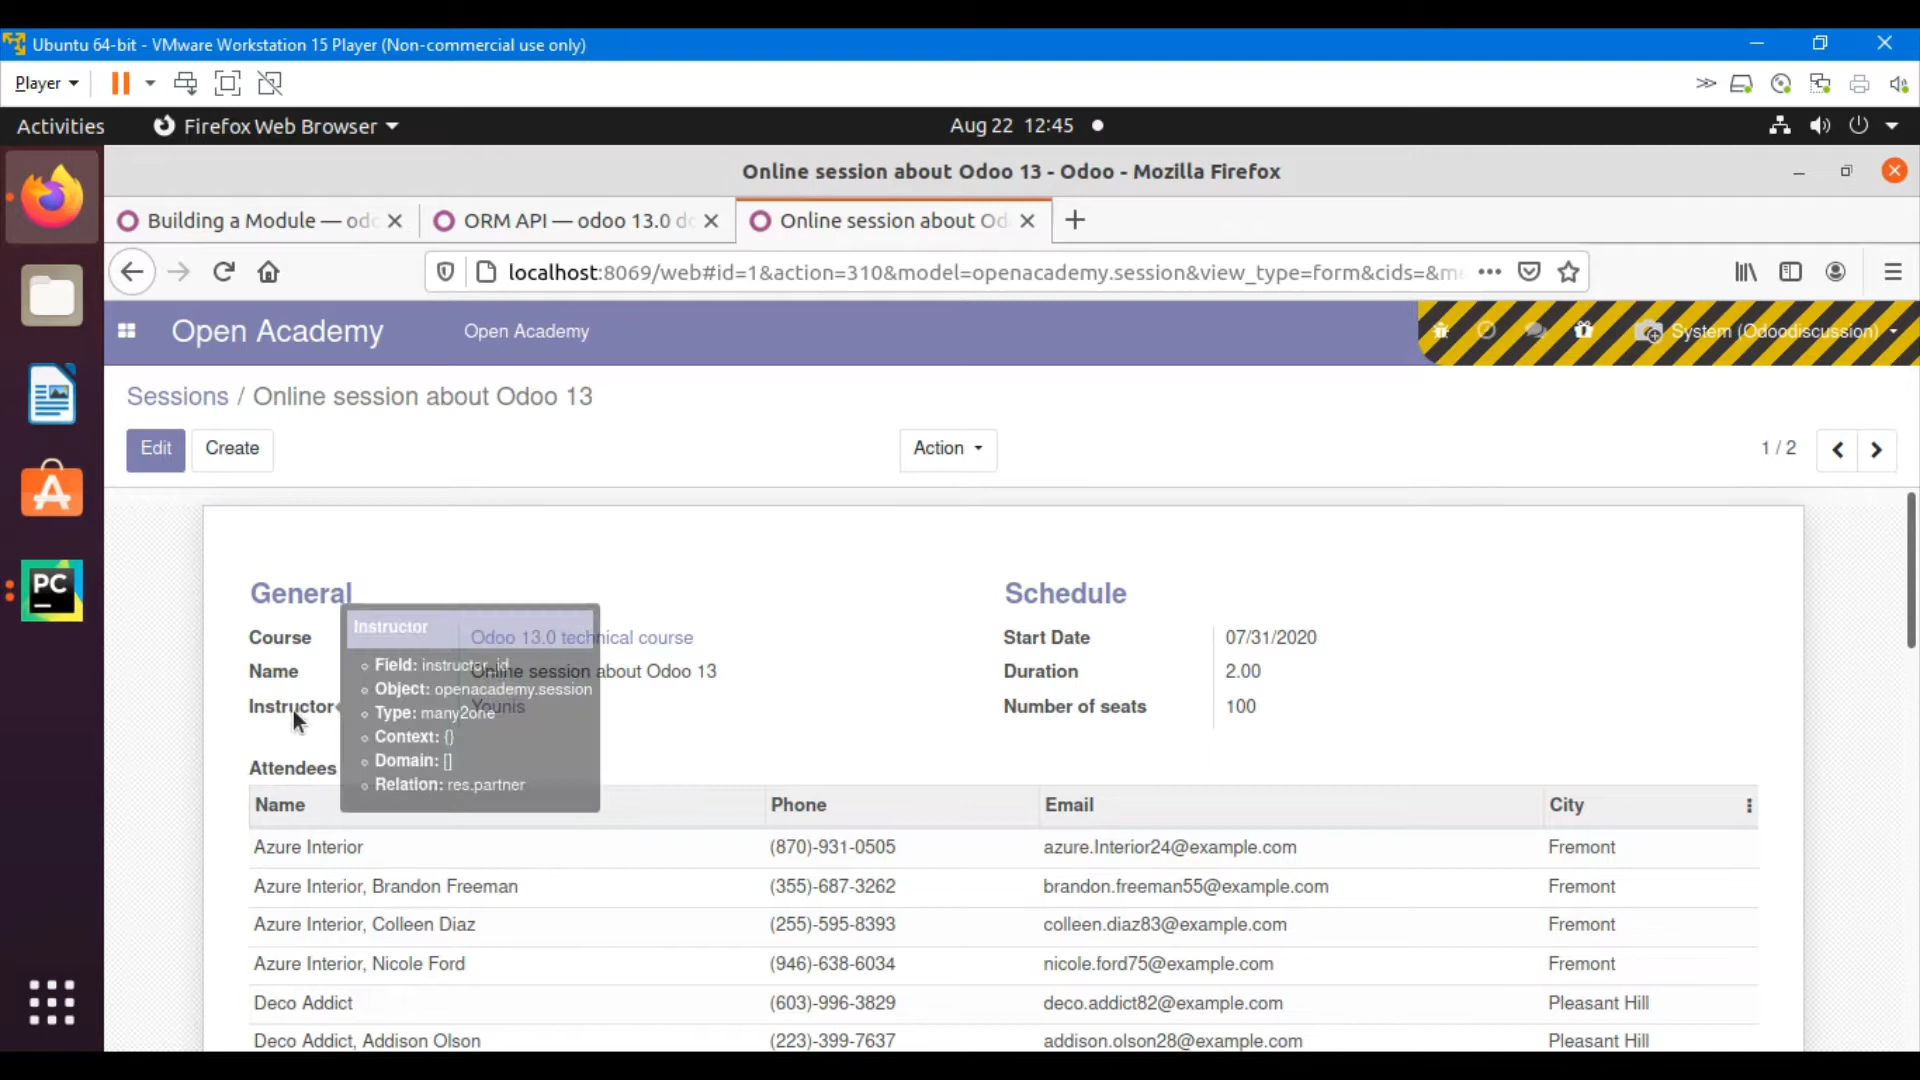 Ubuntu 64-bit - VMware Workstation 15 Player (Non-commercial use only)
Player
Activities
Firefox Web Browser
Aug 22 12:45
Online session about Odoo 13 - Odoo - Mozilla Firefox
Building a Module — odo
ORM API — odoo 13.0 do
Online session about Od
localhost:8069/web#id=1&action=310&model=openacademy.session&view_type=form&cids=&me
Open Academy
Open Academy
System (Odoodiscussion)
Sessions / Online session about Odoo 13
Edit
Create
Action
1 / 2
PC
General
Schedule
Instructor
Course
Odoo 13.0 technical course
Start Date
07/31/2020
Field: instructor_id
Name
Online session about Odoo 13
Duration
2.00
Object: openacademy.session
Instructor
Younis
Number of seats
100
Type: many2one
Context: {}
Domain: []
Relation: res.partner
Attendees
Name
Phone
Email
City
Azure Interior
(870)-931-0505
azure.Interior24@example.com
Fremont
Azure Interior, Brandon Freeman
(355)-687-3262
brandon.freeman55@example.com
Fremont
Azure Interior, Colleen Diaz
(255)-595-8393
colleen.diaz83@example.com
Fremont
Azure Interior, Nicole Ford
(946)-638-6034
nicole.ford75@example.com
Fremont
Deco Addict
(603)-996-3829
deco.addict82@example.com
Pleasant Hill
Deco Addict, Addison Olson
(223)-399-7637
addison.olson28@example.com
Pleasant Hill